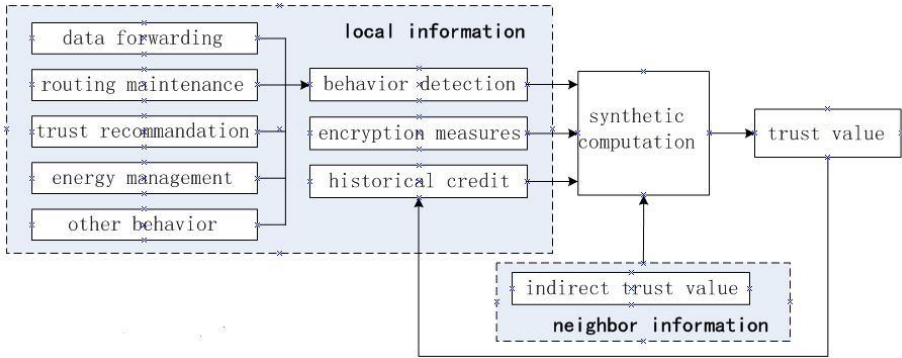 local information
data forwarding
routing maintenance
trust recommandation
energy management
other behavior
behavior detection
encryption measures
historical credit
synthetic
computation
trust value
indirect trust value
neighbor information